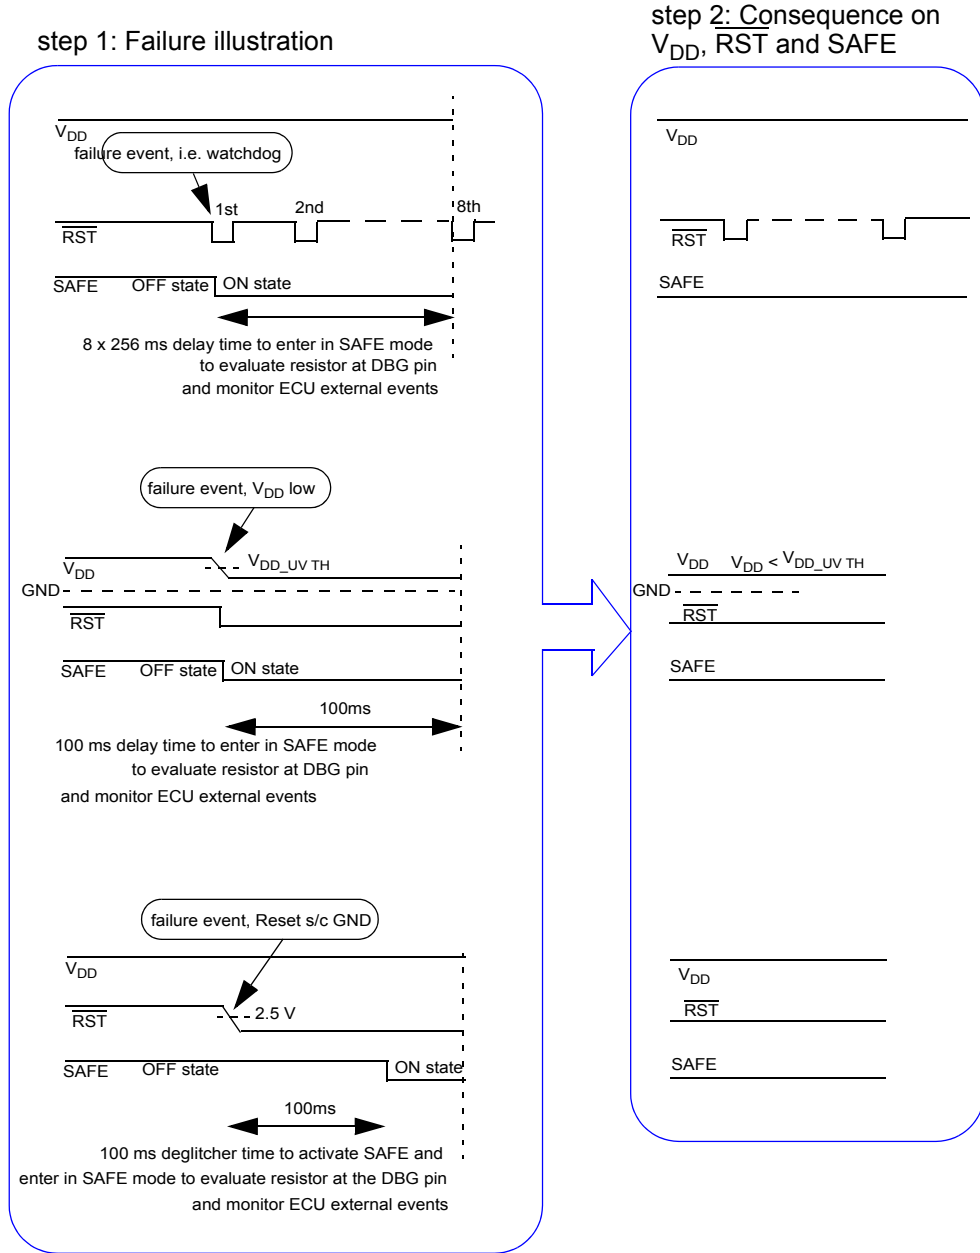 step 1: Failure illustration
step 2: Consequence on
VDD, RST and SAFE
VDD
failure event, i.e. watchdog
1st 2nd 8th
RST
SAFE OFF state ON state
8 x 256 ms delay time to enter in SAFE mode
to evaluate resistor at DBG pin
and monitor ECU external events
failure event, VDD low
VDD VDD_UV TH
GND
RST
SAFE OFF state ON state
100ms
100 ms delay time to enter in SAFE mode
to evaluate resistor at DBG pin
and monitor ECU external events
failure event, Reset s/c GND
VDD
RST 2.5 V
SAFE OFF state ON state
100ms
100 ms deglitcher time to activate SAFE and
enter in SAFE mode to evaluate resistor at the DBG pin
and monitor ECU external events
VDD
RST
SAFE
VDD VDD < VDD_UV TH
GND
RST
SAFE
VDD
RST
SAFE